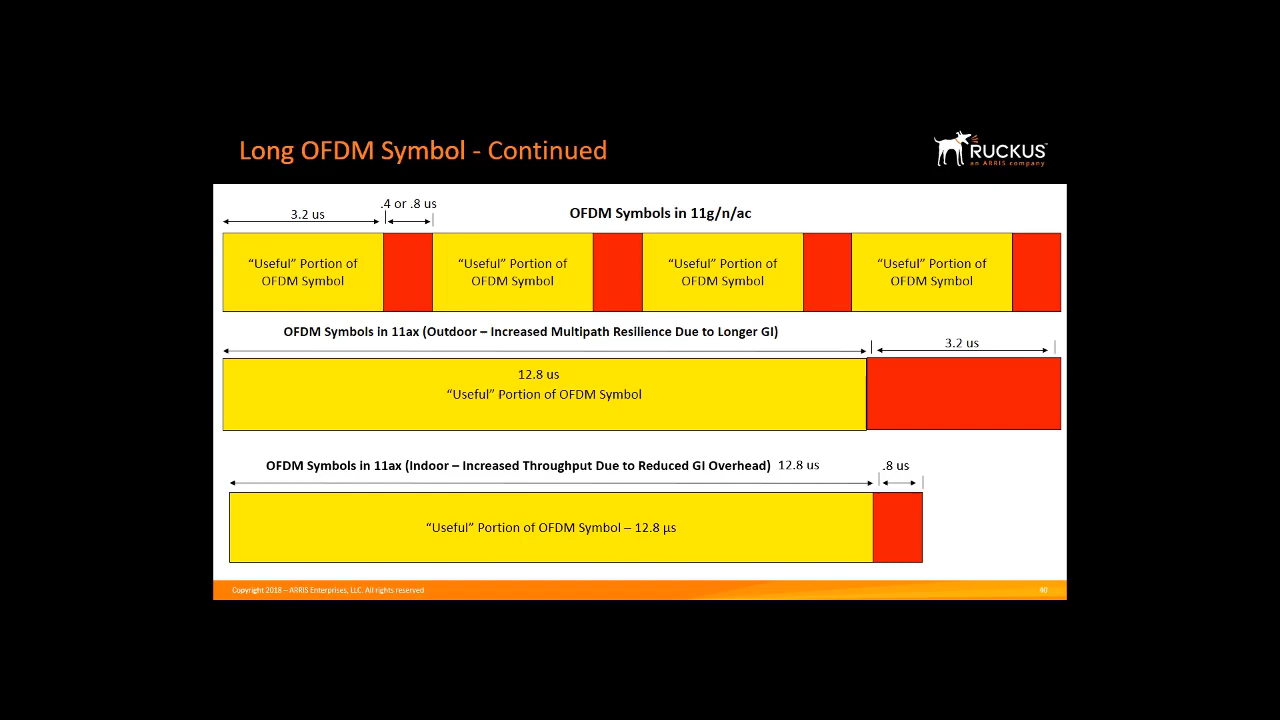 Long OFDM Symbol - Continued
RUCKUS™
an ARRIS company
3.2 us
.4 or .8 us
OFDM Symbols in 11g/n/ac
“Useful” Portion of
OFDM Symbol
“Useful” Portion of
OFDM Symbol
“Useful” Portion of
OFDM Symbol
“Useful” Portion of
OFDM Symbol
OFDM Symbols in 11ax (Outdoor – Increased Multipath Resilience Due to Longer GI)
3.2 us
12.8 us
“Useful” Portion of OFDM Symbol
OFDM Symbols in 11ax (Indoor – Increased Throughput Due to Reduced GI Overhead)
12.8 us
.8 us
“Useful” Portion of OFDM Symbol – 12.8 µs
Copyright 2018 – ARRIS Enterprises, LLC. All rights reserved
60